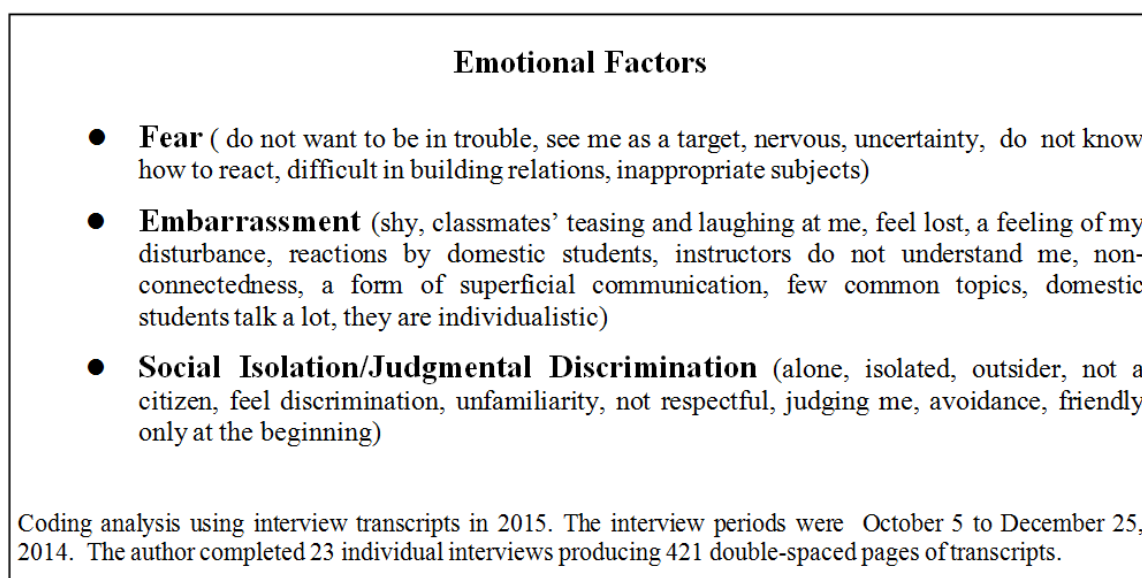 Emotional Factors
● Fear ( do not want to be in trouble, see me as a target, nervous, uncertainty, do not know
how to react, difficult in building relations, inappropriate subjects)
● Embarrassment (shy, classmates’ teasing and laughing at me, feel lost, a feeling of my
disturbance, reactions by domestic students, instructors do not understand me, non-
connectedness, a form of superficial communication, few common topics, domestic
students talk a lot, they are individualistic)
● Social Isolation/Judgmental Discrimination (alone, isolated, outsider, not a
citizen, feel discrimination, unfamiliarity, not respectful, judging me, avoidance, friendly
only at the beginning)
Coding analysis using interview transcripts in 2015. The interview periods were October 5 to December 25,
2014. The author completed 23 individual interviews producing 421 double-spaced pages of transcripts.